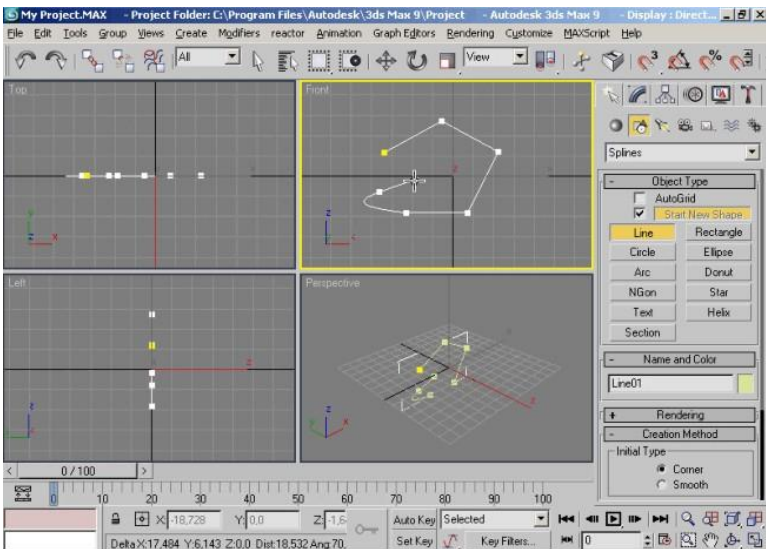 My Project.MAX - Project Folder: C:\Program Files\Autodesk\3ds Max 9\Project - Autodesk 3ds Max 9 - Display : Direct...
File Edit Tools Group Views Create Modifiers reactor Animation Graph Editors Rendering Customize MAXScript Help
All View
Top Front
Splines
Object Type
AutoGrid
Start New Shape
Line Rectangle
Circle Ellipse
Arc Donut
NGon Star
Text Helix
Section
Left Perspective
Name and Color
Line01
Rendering
Creation Method
Initial Type
Corner
Smooth
0 / 100
0 10 20 30 40 50 60 70 80 90 100
X: -18,728 Y: 0,0 Z: -1,6 Auto Key Selected
Delta X:17,484 Y:6,143 Z:0,0 Dist:18,532 Ang:70, Set Key Key Filters... 0